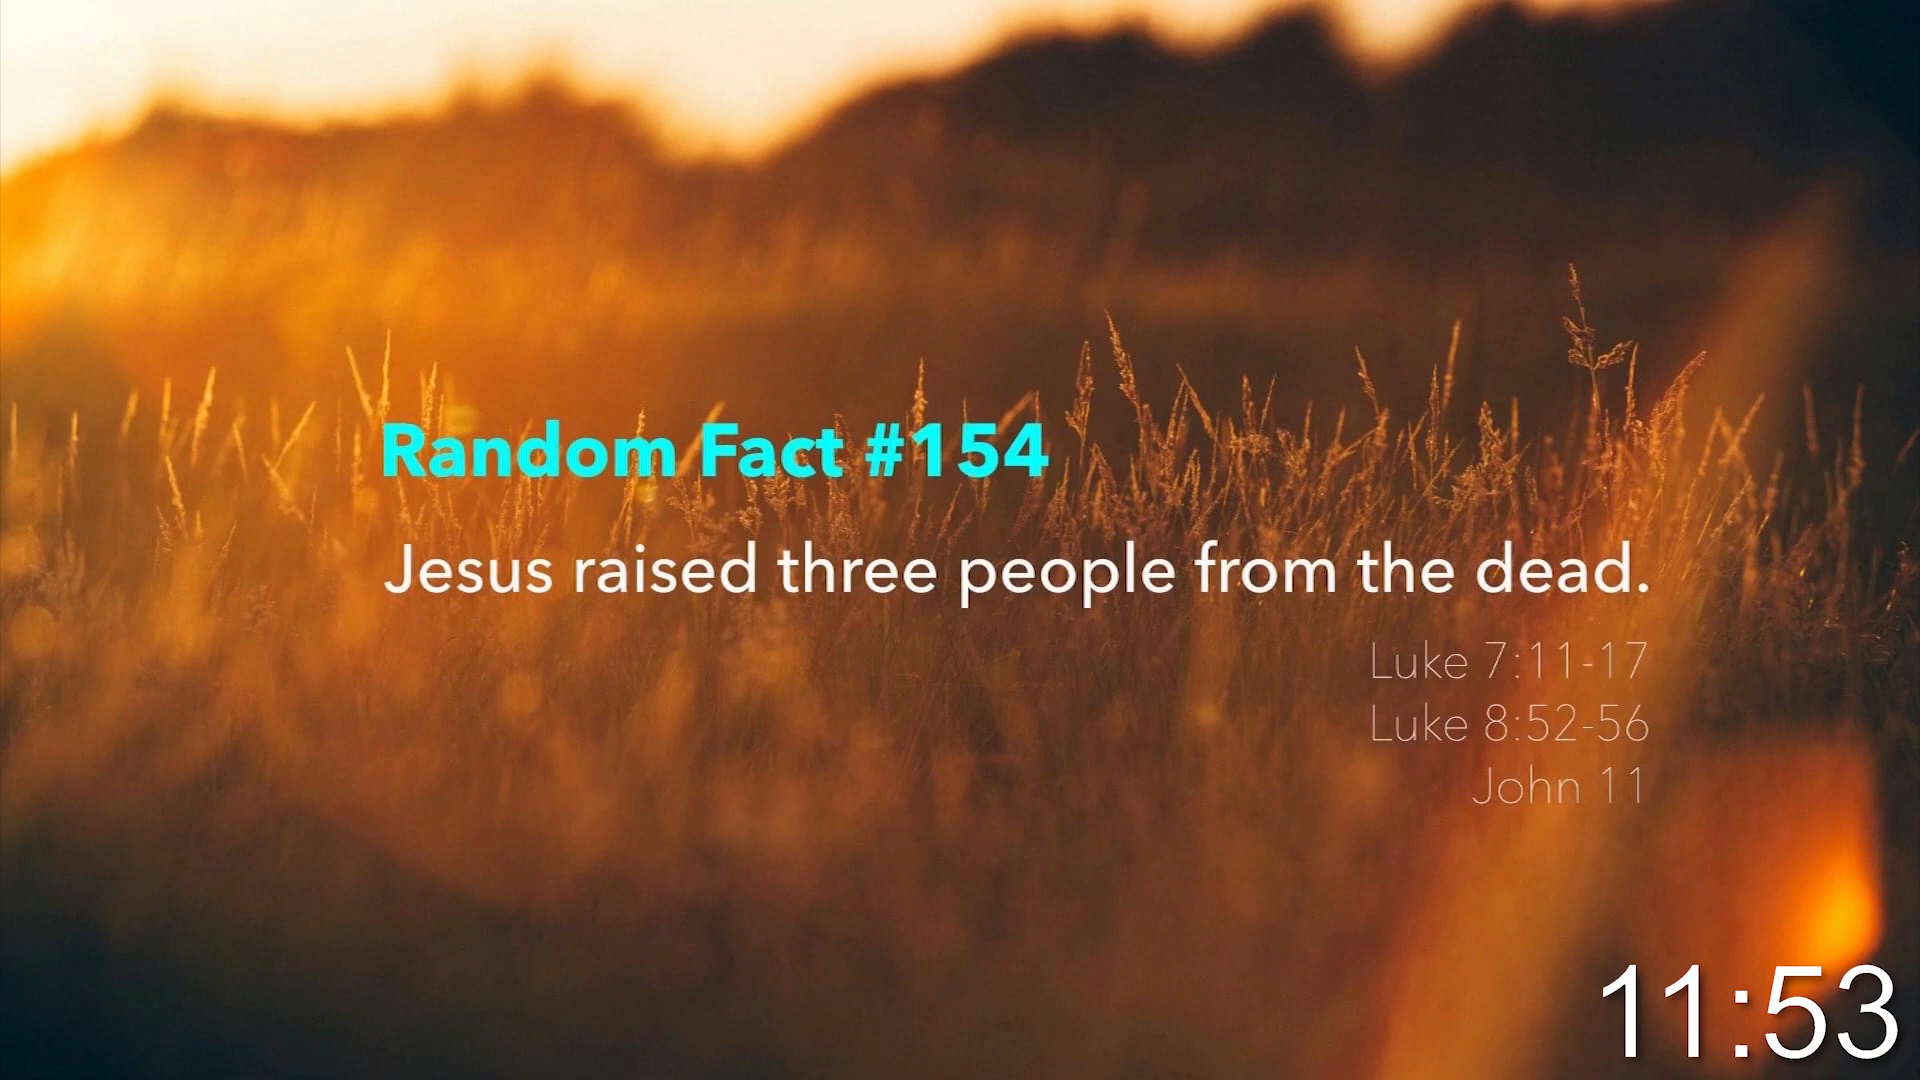 Random Fact #154
Jesus raised three people from the dead.
Luke 7:11-17
Luke 8:52-56
John 11
11:53